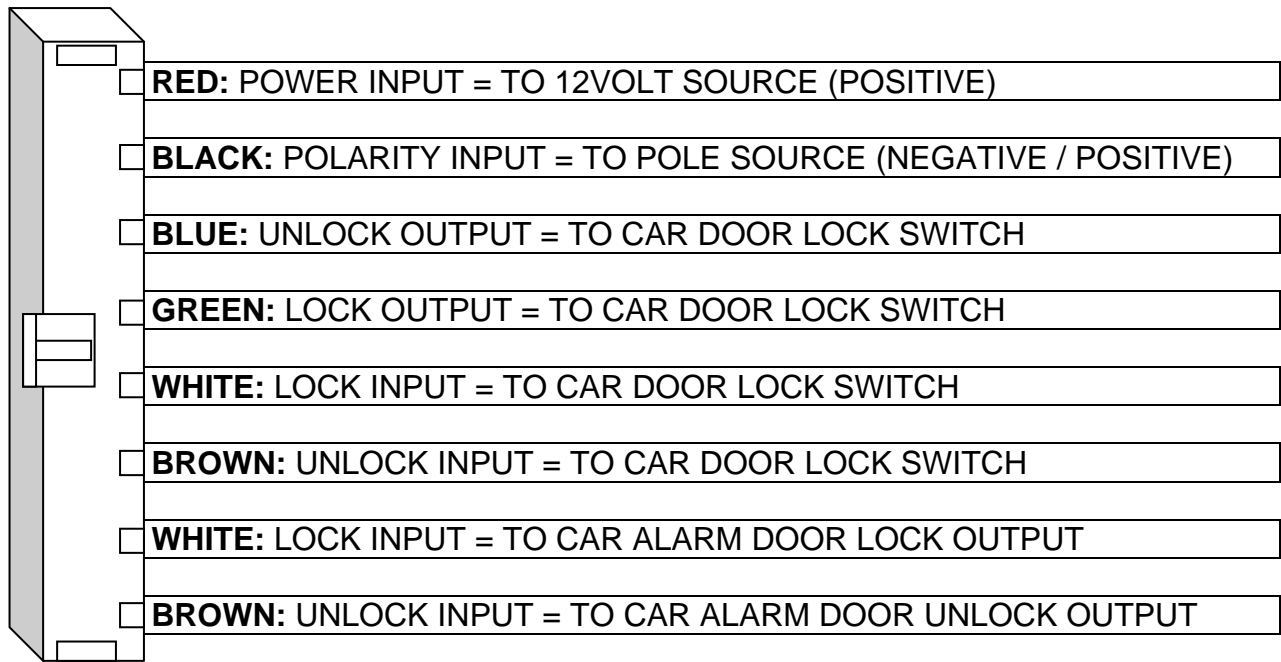 RED: POWER INPUT = TO 12VOLT SOURCE (POSITIVE)
BLACK: POLARITY INPUT = TO POLE SOURCE (NEGATIVE / POSITIVE)
BLUE: UNLOCK OUTPUT = TO CAR DOOR LOCK SWITCH
GREEN: LOCK OUTPUT = TO CAR DOOR LOCK SWITCH
WHITE: LOCK INPUT = TO CAR DOOR LOCK SWITCH
BROWN: UNLOCK INPUT = TO CAR DOOR LOCK SWITCH
WHITE: LOCK INPUT = TO CAR ALARM DOOR LOCK OUTPUT
BROWN: UNLOCK INPUT = TO CAR ALARM DOOR UNLOCK OUTPUT